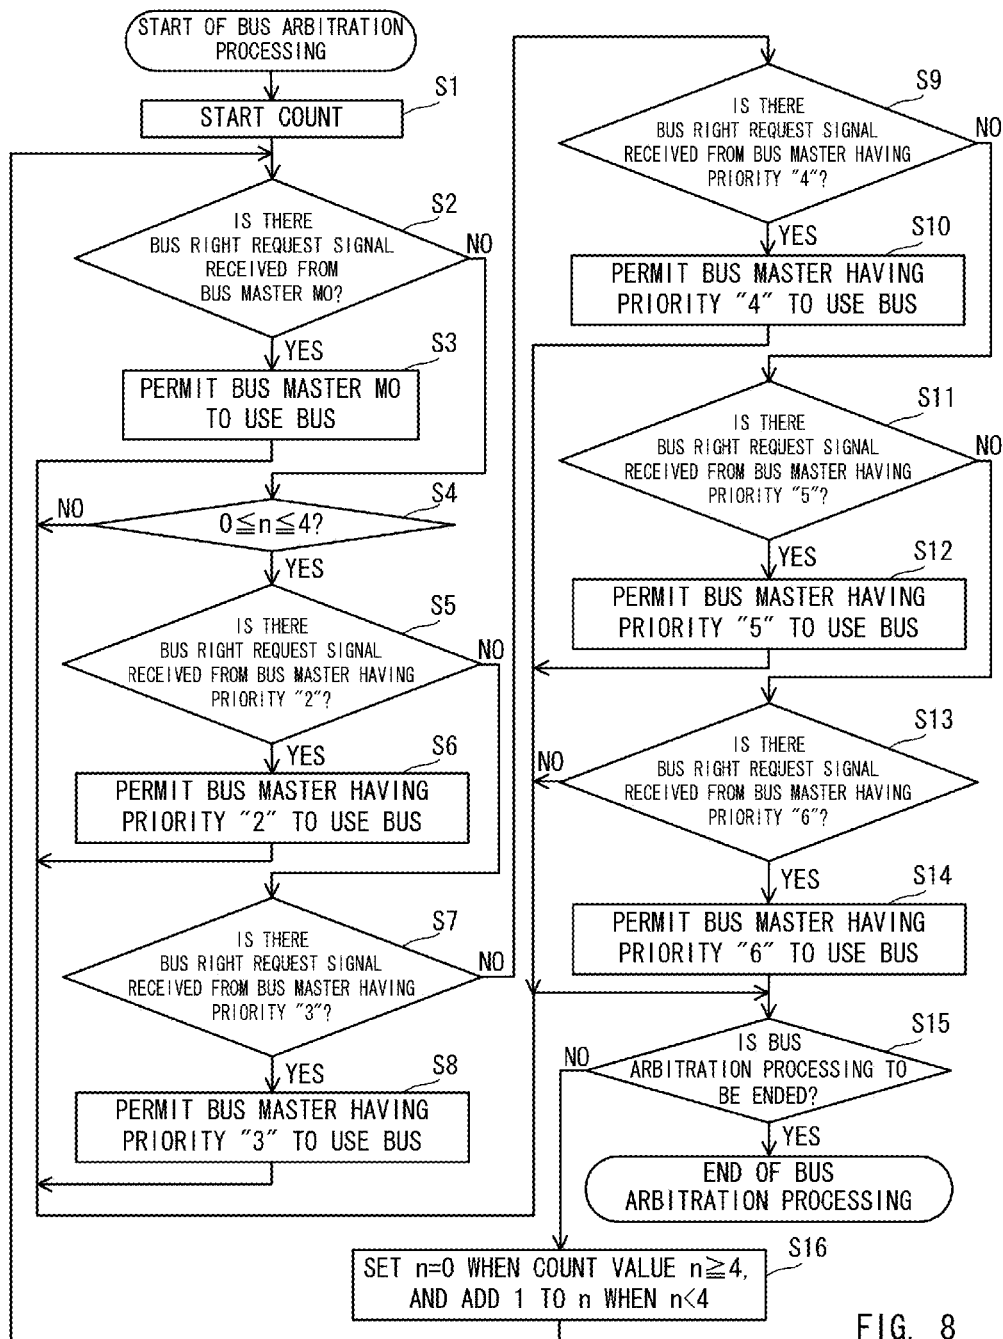 START OF BUS ARBITRATION
PROCESSING
S1
START COUNT
S2
IS THERE
BUS RIGHT REQUEST SIGNAL
RECEIVED FROM
BUS MASTER M0?
NO
YES
S3
PERMIT BUS MASTER M0
TO USE BUS
S4
NO
0≦n≦4?
YES
S5
IS THERE
BUS RIGHT REQUEST SIGNAL
RECEIVED FROM BUS MASTER HAVING
PRIORITY "2"?
NO
YES
S6
PERMIT BUS MASTER HAVING
PRIORITY "2" TO USE BUS
S7
IS THERE
BUS RIGHT REQUEST SIGNAL
RECEIVED FROM BUS MASTER HAVING
PRIORITY "3"?
NO
YES
S8
PERMIT BUS MASTER HAVING
PRIORITY "3" TO USE BUS
S9
IS THERE
BUS RIGHT REQUEST SIGNAL
RECEIVED FROM BUS MASTER HAVING
PRIORITY "4"?
NO
YES
S10
PERMIT BUS MASTER HAVING
PRIORITY "4" TO USE BUS
S11
IS THERE
BUS RIGHT REQUEST SIGNAL
RECEIVED FROM BUS MASTER HAVING
PRIORITY "5"?
NO
YES
S12
PERMIT BUS MASTER HAVING
PRIORITY "5" TO USE BUS
S13
IS THERE
BUS RIGHT REQUEST SIGNAL
RECEIVED FROM BUS MASTER HAVING
PRIORITY "6"?
NO
YES
S14
PERMIT BUS MASTER HAVING
PRIORITY "6" TO USE BUS
S15
IS BUS
ARBITRATION PROCESSING TO
BE ENDED?
NO
YES
END OF BUS
ARBITRATION PROCESSING
S16
SET n=0 WHEN COUNT VALUE n≧4,
AND ADD 1 TO n WHEN n<4
FIG. 8